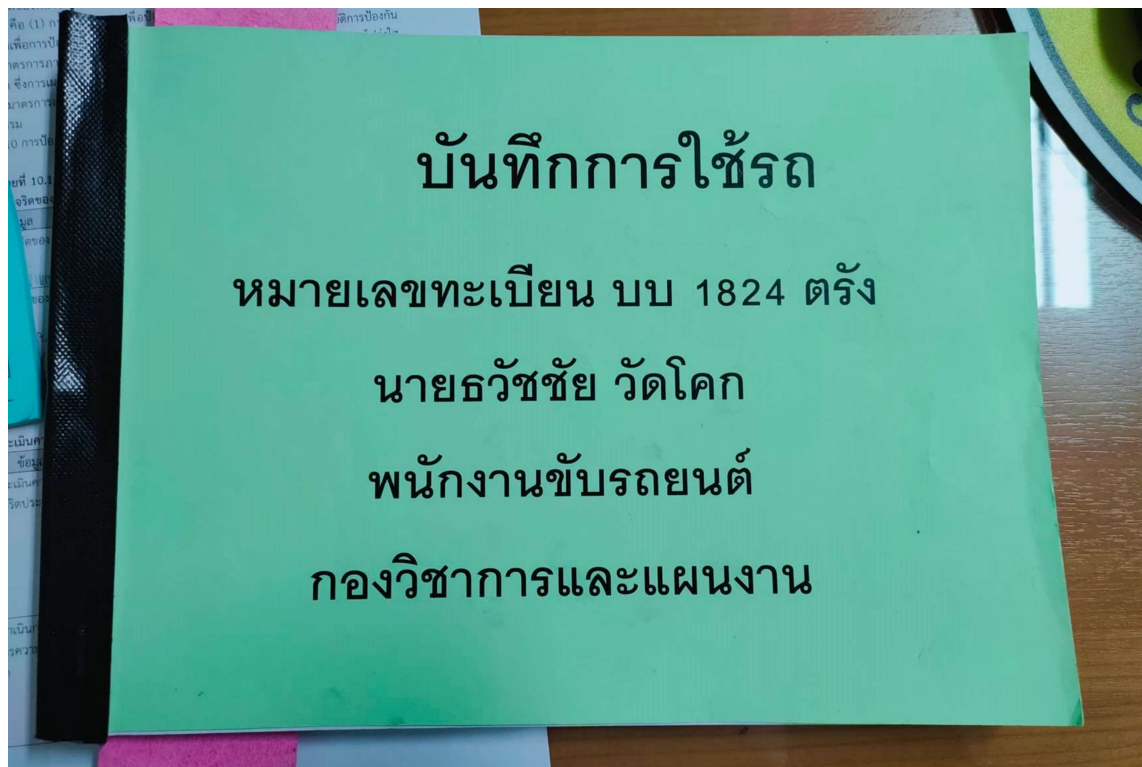 บันทึกการใช้รถ
หมายเลขทะเบียน บบ 1824 ตรัง
นายธวัชชัย วัดโคก
พนักงานขับรถยนต์
กองวิชาการและแผนงาน